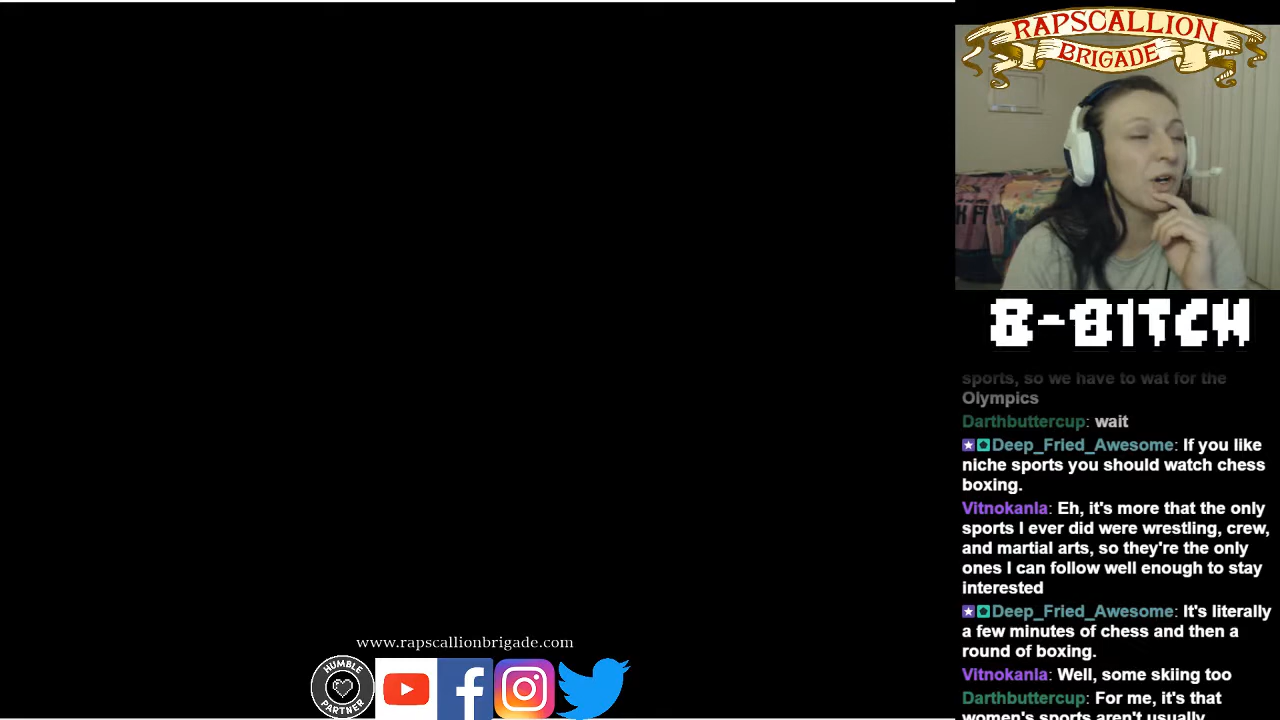 RAPSCALLION
BRIGADE
8-BITCH
sports, so we have to wat for the
Olympics
Darthbuttercup: wait
Deep_Fried_Awesome: If you like
niche sports you should watch chess
boxing.
Vitnokanla: Eh, it's more that the only
sports I ever did were wrestling, crew,
and martial arts, so they're the only
ones I can follow well enough to stay
interested
Deep_Fried_Awesome: It's literally
a few minutes of chess and then a
round of boxing.
Vitnokanla: Well, some skiing too
Darthbuttercup: For me, it's that
women's sports aren't usually
www.rapscallionbrigade.com
HUMBLE
PARTNER